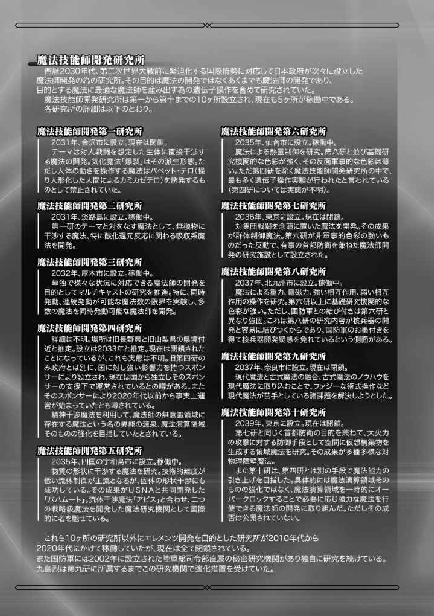 魔法技能師開発研究所
西暦2030年代、第三次世界大戦前に緊迫化する国際情勢に対応して日本政府が次々に設立した
魔法師開発の為の研究所。その目的は魔法の開発ではなくあくまでも魔法師の開発であり、
目的とする魔法に最適な魔法師を生み出す為の遺伝子操作を含めて研究されていた。
魔法技能師開発研究所は第一から第十までの10ヶ所設立され、現在も5ヶ所が稼働中である。
各研究所の詳細は以下のとおり。
魔法技能師開発第一研究所
2031年、金沢市に設立。現在は閉鎖。
テーマは対人戦闘を想定した生体に直接干渉す
る魔法の開発。気化魔法『爆裂』はその派生形態。た
だし人体の動きを操作する魔法はパペット・テロ（操
り人形化した人間によるカミカゼテロ）を誘発するも
のとして禁止されていた。
魔法技能師開発第二研究所
2031年、淡路島に設立。稼働中。
第一研のテーマと対をなす魔法として、無機物に
干渉する魔法、特に酸化還元反応に関わる吸収系魔
法を開発。
魔法技能師開発第三研究所
2032年、厚木市に設立。稼働中。
単独で様々な状況に対応できる魔法師の開発を
目的としてマルチキャストの研究を推進。特に、同時
発動、連続発動が可能な魔法数の限界を実験し、多
数の魔法を同時発動可能な魔法師を開発。
魔法技能師開発第四研究所
詳細は不明。場所は旧長野県と旧山梨県の県境付
近と推定。設立は2033年と推定。現在は閉鎖された
ことになっているが、これも実態は不明。旧第四研の
み政府とは別に、国に対し強い影響力を持つスポン
サーにより設立され、現在は国から独立しそのスポン
サーの支援下で運営されているとの噂がある。また
そのスポンサーにより2020年代以前から事実上運
営が始まっていたとも噂されている。
精神干渉魔法を利用して、魔法師の無意識領域に
存在する魔法という名の異能の源泉、魔法演算領域
そのものの強化を目指していたとされている。
魔法技能師開発第五研究所
2035年、四国の宇和島市に設立。稼働中。
物質の形状に干渉する魔法を研究。技術的難度が
低い流体制御が主流となるが、固体の形状干渉にも
成功している。その成果がUSNAと共同開発した
『バハムート』。流体干渉魔法『アビス』と合わせ、二つ
の戦略級魔法を開発した魔法研究機関として国際
的に名を馳せている。
魔法技能師開発第六研究所
2035年、仙台市に設立。稼働中。
魔法による熱量制御を研究。第八研と並び基礎研
究機関的な色彩が強く、その反面軍事的な色彩は薄
い。ただ第四研を除く魔法技能師開発研究所の中で、
最も多く遺伝子操作実験が行われたと言われている
（第四研については実態が不明）。
魔法技能師開発第七研究所
2036年、東京に設立。現在は閉鎖。
対集団戦闘を念頭に置いた魔法を開発。その成果
が群体制御魔法。第六研が非軍事的色彩の強いも
のだった反動で、有事の首都防衛を兼ねた魔法師開
発の研究施設として設立された。
魔法技能師開発第八研究所
2037年、北九州市に設立。稼働中。
魔法による重力、電磁力、強い相互作用、弱い相互
作用の操作を研究。第六研以上に基礎研究機関的な
色彩が強い。ただし、国防軍との結び付きは第六研と
異なり強固。これは第八研の研究内容が核兵器の開
発と容易に結びつくからであり、国防軍のお墨付きを
得て核兵器開発疑惑を免れているという側面がある。
魔法技能師開発第九研究所
2037年、奈良市に設立。現在は閉鎖。
現代魔法と古式魔法の融合、古式魔法のノウハウを
現代魔法に取り込むことで、ファジーな術式操作など
現代魔法が苦手としている諸課題を解決しようとした。
魔法技能師開発第十研究所
2039年、東京に設立。現在は閉鎖。
第七研と同じく首都防衛の目的を兼ねて、大火力
の攻撃に対する防御手段として空間に仮想構築物を
生成する領域魔法を研究。その成果が多種多様な対
物理障壁魔法。
また第十研は、第四研とは別の手段で魔法能力の
引き上げを目指した。具体的には魔法演算領域その
ものの強化ではなく、魔法演算領域を一時的にオー
バークロックすることで必要に応じ強力な魔法を行
使できる魔法師の開発に取り組んだ。ただしその成
否は公開されていない。
これら10ヶ所の研究所以外にエレメンツ開発を目的とした研究所が2010年代から
2020年代にかけて稼働していたが、現在は全て閉鎖されている。
また国防軍には2002年に設立された陸軍総司令部直属の秘密研究機関があり独自に研究を続けている。
九島烈は第九研に所属するまでこの研究機関で強化措置を受けていた。